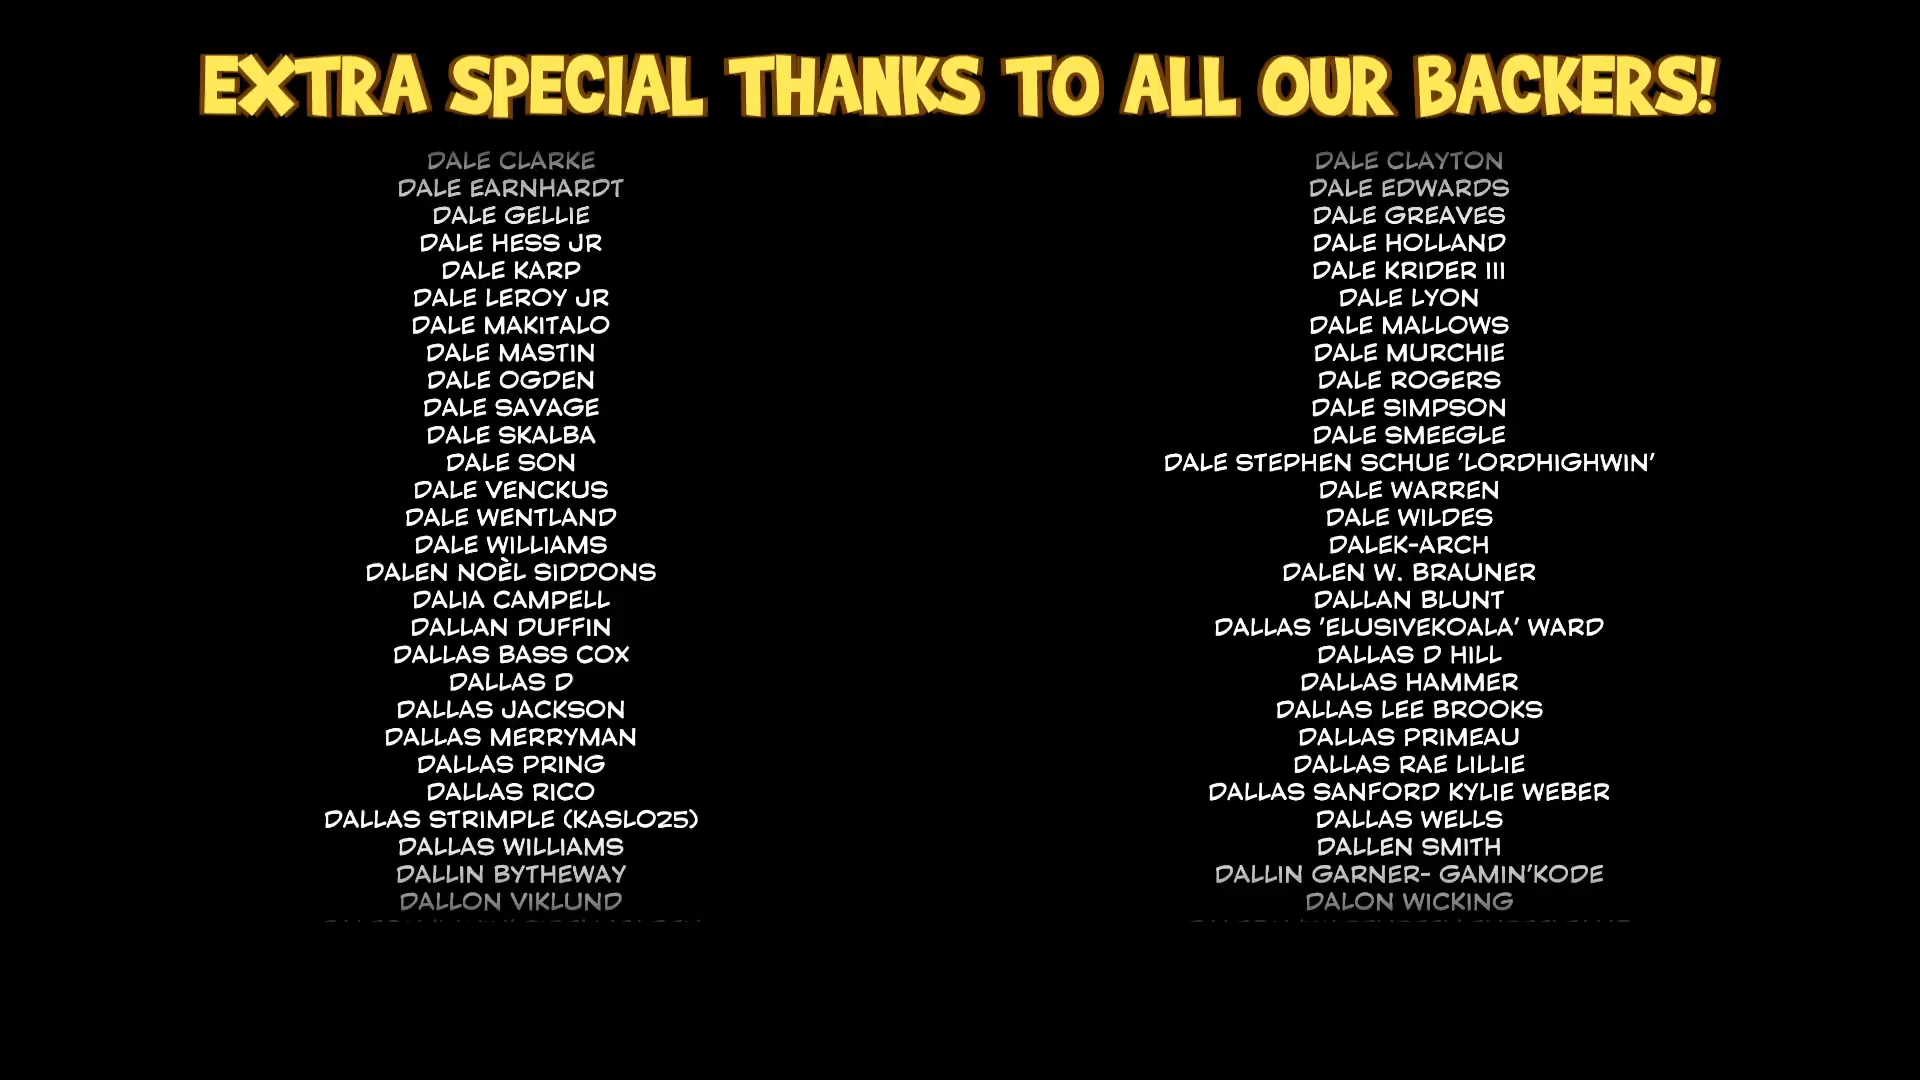 EXTRA SPECIAL THANKS TO ALL OUR BACKERS!
DALE CLARKE
DALE CLAYTON
DALE EARNHARDT
DALE EDWARDS
DALE GELLIE
DALE GREAVES
DALE HESS JR
DALE HOLLAND
DALE KARP
DALE KRIDER III
DALE LEROY JR
DALE LYON
DALE MAKITALO
DALE MALLOWS
DALE MASTIN
DALE MURCHIE
DALE OGDEN
DALE ROGERS
DALE SAVAGE
DALE SIMPSON
DALE SKALBA
DALE SMEEGLE
DALE SON
DALE STEPHEN SCHUE 'LORDHIGHWIN'
DALE VENCKUS
DALE WARREN
DALE WENTLAND
DALE WILDES
DALE WILLIAMS
DALEK-ARCH
DALEN NOÈL SIDDONS
DALEN W. BRAUNER
DALIA CAMPELL
DALLAN BLUNT
DALLAN DUFFIN
DALLAS 'ELUSIVEKOALA' WARD
DALLAS BASS COX
DALLAS D HILL
DALLAS D
DALLAS HAMMER
DALLAS JACKSON
DALLAS LEE BROOKS
DALLAS MERRYMAN
DALLAS PRIMEAU
DALLAS PRING
DALLAS RAE LILLIE
DALLAS RICO
DALLAS SANFORD KYLIE WEBER
DALLAS STRIMPLE (KASLO25)
DALLAS WELLS
DALLAS WILLIAMS
DALLEN SMITH
DALLIN BYTHEWAY
DALLIN GARNER- GAMIN'KODE
DALLON VIKLUND
DALON WICKING